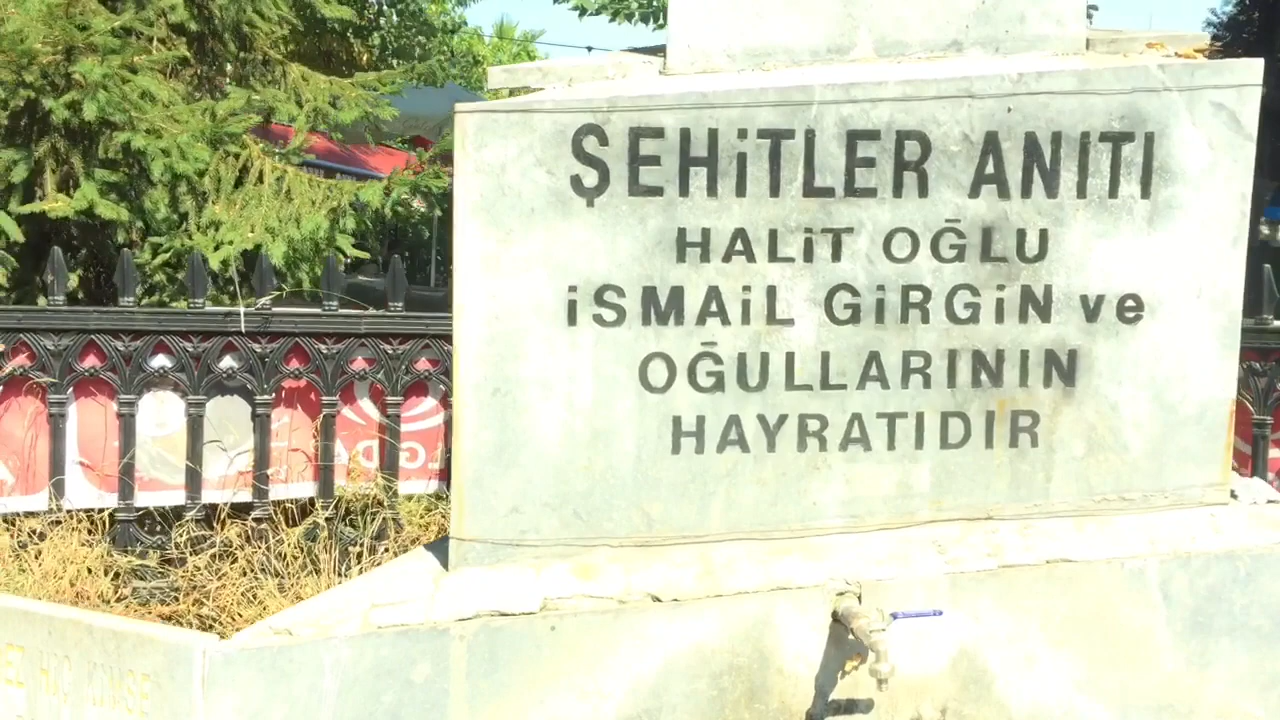 ŞEHİTLER ANITI
HALİT OĞLU
İSMAİL GİRGİN ve
OĞULLARININ
HAYRATIDIR